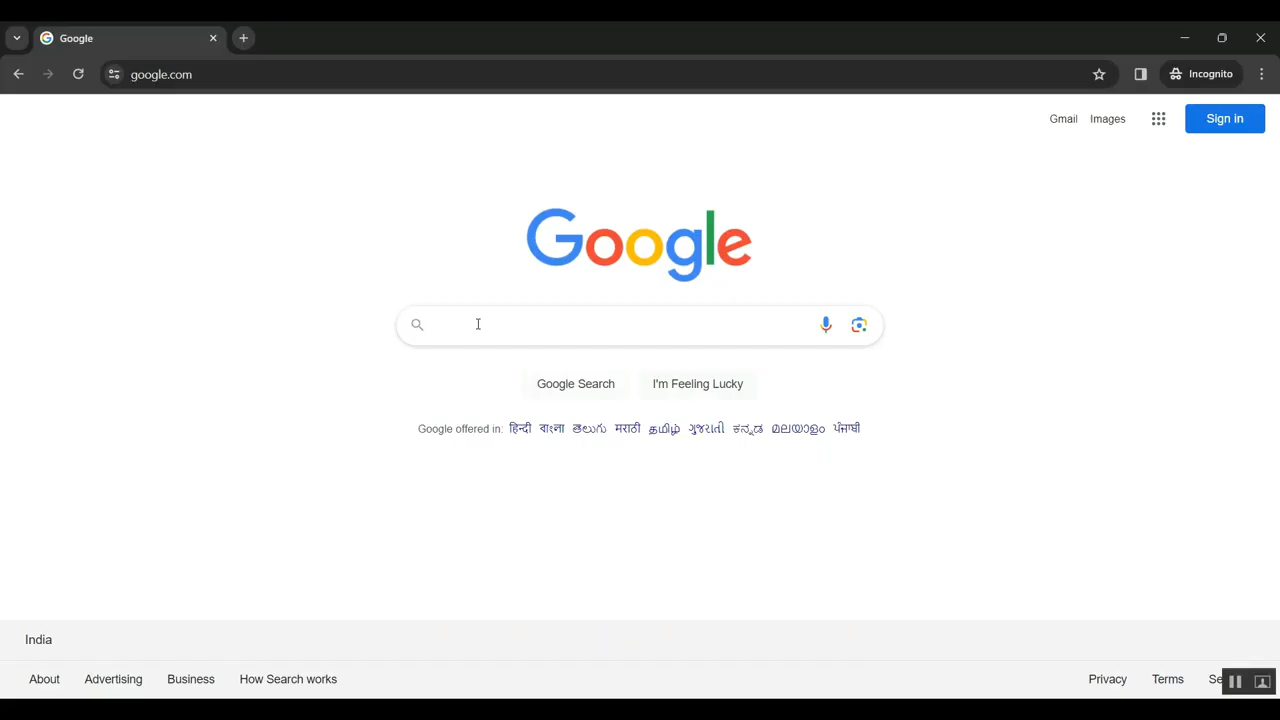 Google
google.com
Incognito
Gmail Images Sign in
Google
Google Search I'm Feeling Lucky
Google offered in: हिन्दी বাংলা తెలుగు मराठी தமிழ் ગુજરાતી ಕನ್ನಡ മലയാളം ਪੰਜਾਬੀ
India
About Advertising Business How Search works Privacy Terms